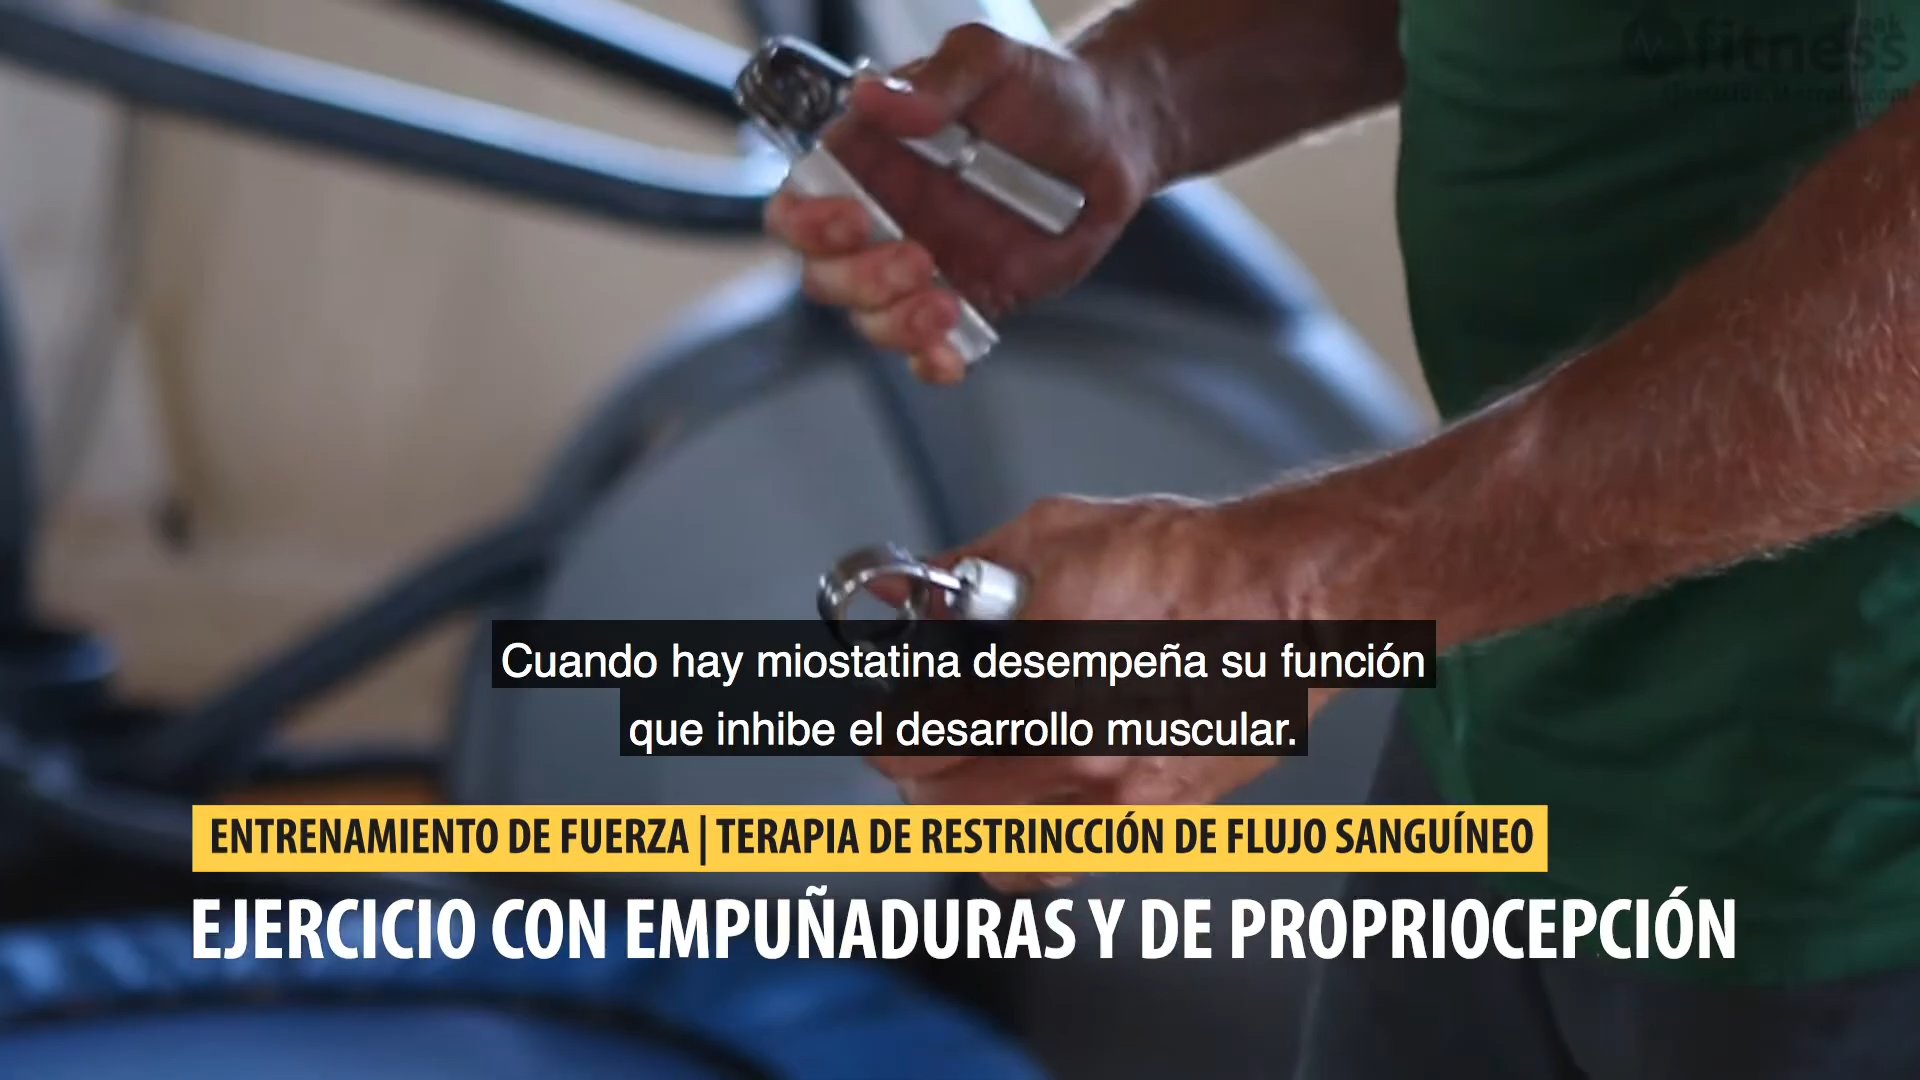 fitness
Cuando hay miostatina desempeña su función
que inhibe el desarrollo muscular.
ENTRENAMIENTO DE FUERZA | TERAPIA DE RESTRINCCIÓN DE FLUJO SANGUÍNEO
EJERCICIO CON EMPUÑADURAS Y DE PROPRIOCEPCIÓN